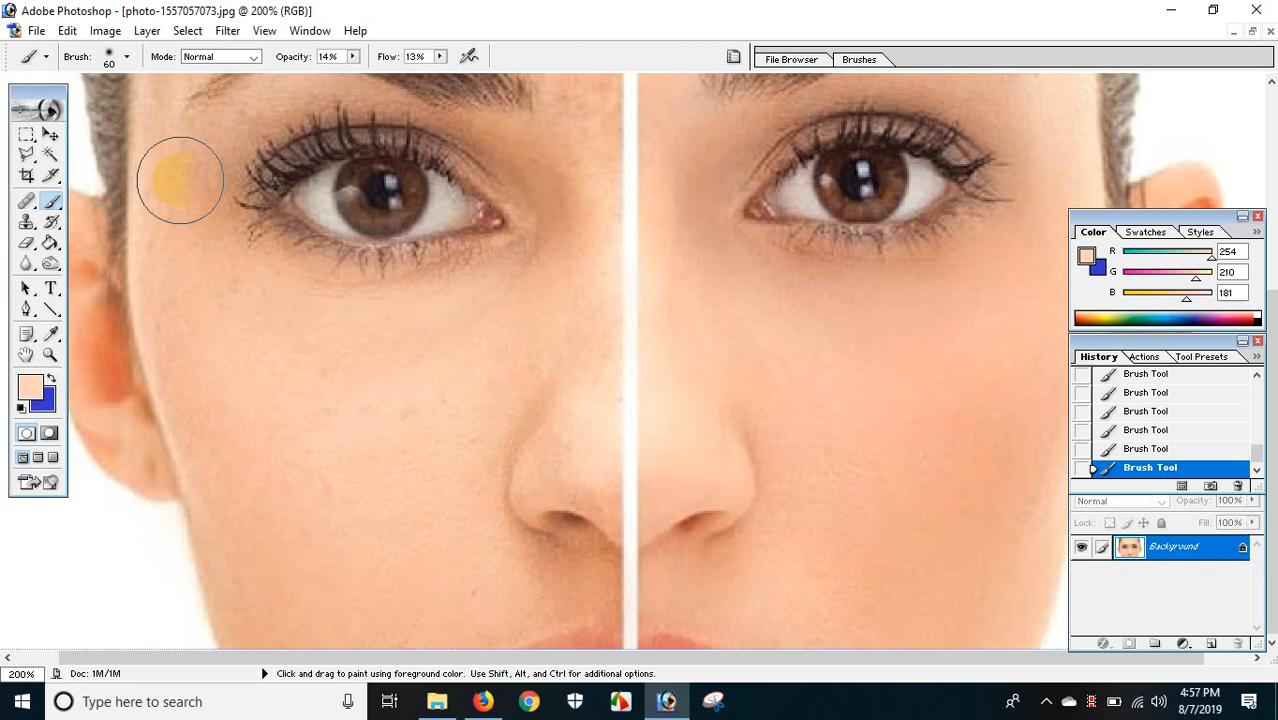 Adobe Photoshop - [photo-1557057073.jpg @ 200% (RGB)]
File Edit Image Layer Select Filter View Window Help
Brush: 60 Mode: Normal Opacity: 14% Flow: 13% File Browser Brushes
Color Swatches Styles
R 254
G 210
B 181
History Actions Tool Presets
Brush Tool
Brush Tool
Brush Tool
Brush Tool
Brush Tool
Brush Tool
Normal Opacity: 100%
Lock: Fill: 100%
Background
T
200% Doc: 1M/1M Click and drag to paint using foreground color. Use Shift, Alt, and Ctrl for additional options.
Type here to search
4:57 PM
8/7/2019